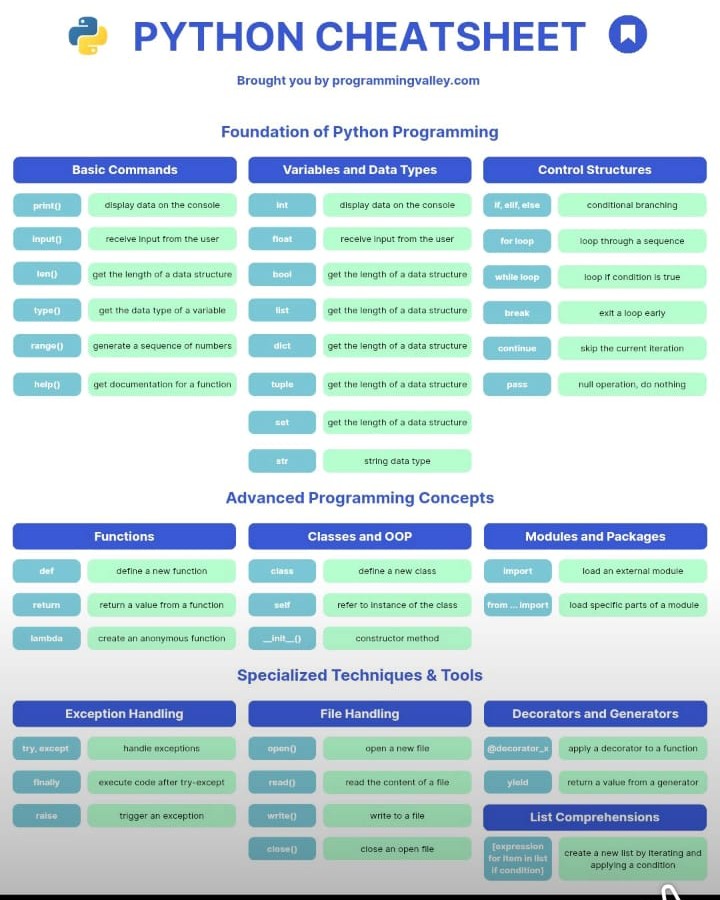 PYTHON CHEATSHEET
Brought you by programmingvalley.com
Foundation of Python Programming
Basic Commands
print() display data on the console
input() receive input from the user
len() get the length of a data structure
type() get the data type of a variable
range() generate a sequence of numbers
help() get documentation for a function
Variables and Data Types
int display data on the console
float receive input from the user
bool get the length of a data structure
list get the length of a data structure
dict get the length of a data structure
tuple get the length of a data structure
set get the length of a data structure
str string data type
Control Structures
if, elif, else conditional branching
for loop loop through a sequence
while loop loop if condition is true
break exit a loop early
continue skip the current iteration
pass null operation, do nothing
Advanced Programming Concepts
Functions
def define a new function
return return a value from a function
lambda create an anonymous function
Classes and OOP
class define a new class
self refer to instance of the class
__init__() constructor method
Modules and Packages
import load an external module
from ... import load specific parts of a module
Specialized Techniques & Tools
Exception Handling
try, except handle exceptions
finally execute code after try-except
raise trigger an exception
File Handling
open() open a new file
read() read the content of a file
write() write to a file
close() close an open file
Decorators and Generators
@decorator_x apply a decorator to a function
yield return a value from a generator
List Comprehensions
[expression
for item in list
if condition]
create a new list by iterating and
applying a condition